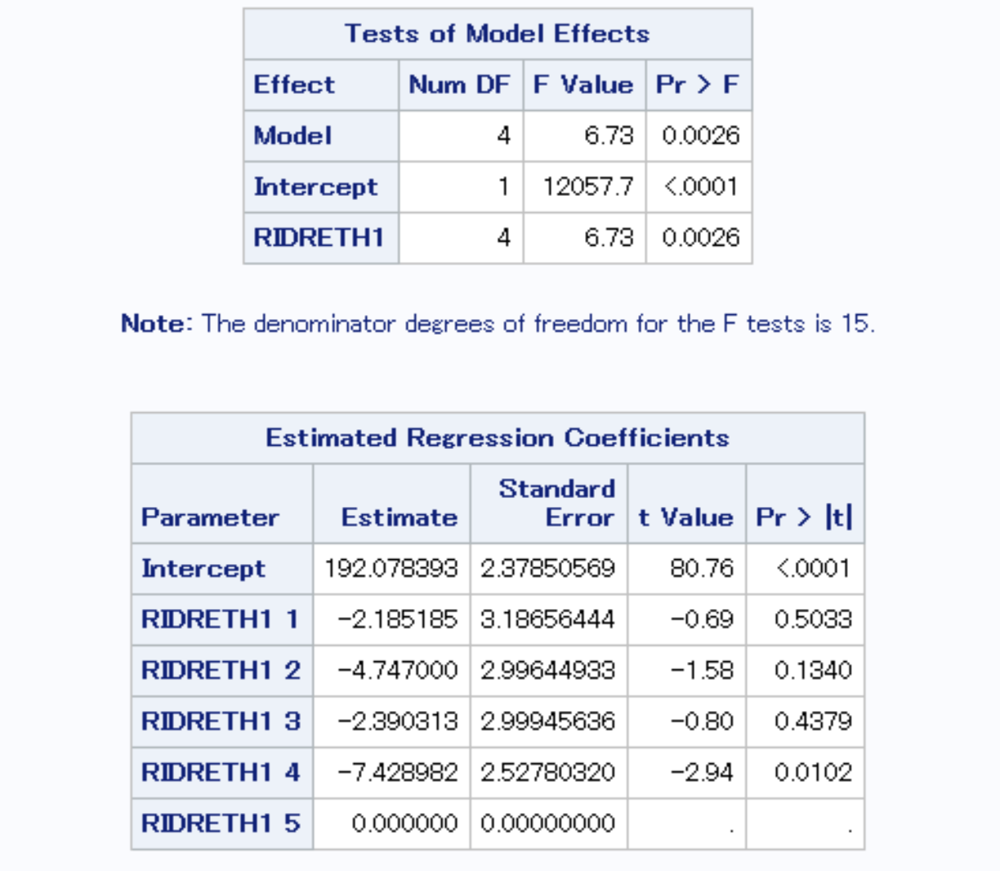 Tests of Model Effects
Effect Num DF F Value Pr > F
Model 4 6.73 0.0026
Intercept 1 12057.7 <.0001
RIDRETH1 4 6.73 0.0026
Note: The denominator degrees of freedom for the F tests is 15.
Estimated Regression Coefficients
Parameter Estimate Standard Error t Value Pr > |t|
Intercept 192.078393 2.37850569 80.76 <.0001
RIDRETH1 1 -2.185185 3.18656444 -0.69 0.5033
RIDRETH1 2 -4.747000 2.99644933 -1.58 0.1340
RIDRETH1 3 -2.390313 2.99945636 -0.80 0.4379
RIDRETH1 4 -7.428982 2.52780320 -2.94 0.0102
RIDRETH1 5 0.000000 0.00000000 . .